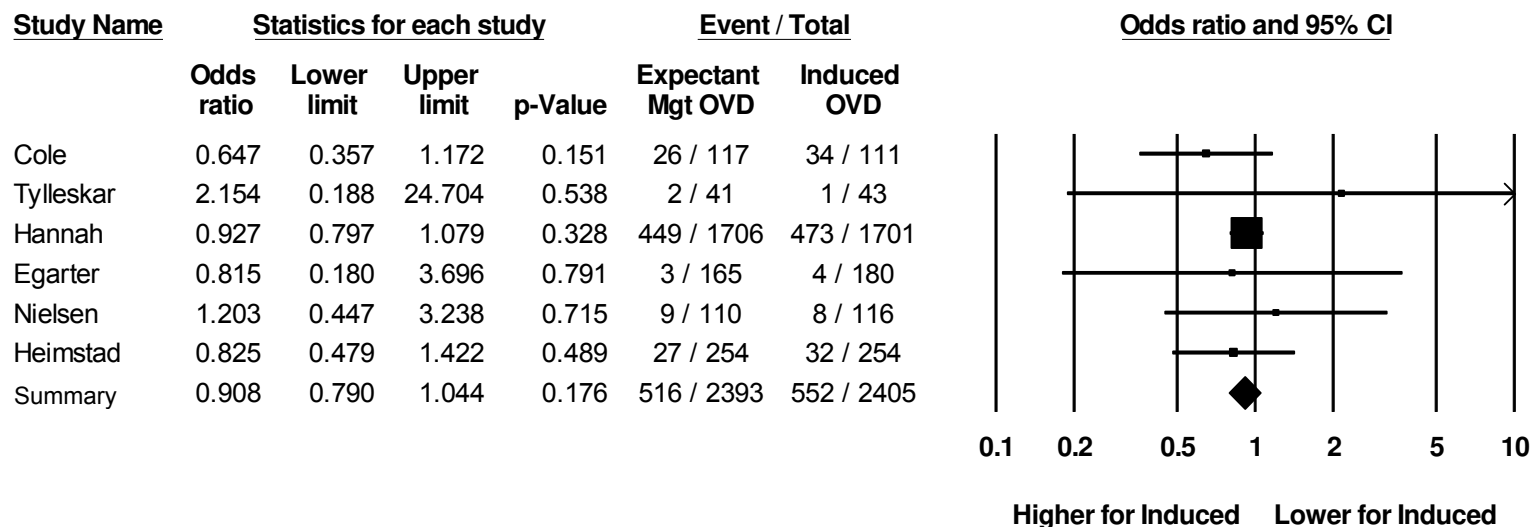 Study Name Statistics for each study Event / Total Odds ratio and 95% CI
Odds ratio Lower limit Upper limit p-Value Expectant Mgt OVD Induced OVD
Cole 0.647 0.357 1.172 0.151 26 / 117 34 / 111
Tylleskar 2.154 0.188 24.704 0.538 2 / 41 1 / 43
Hannah 0.927 0.797 1.079 0.328 449 / 1706 473 / 1701
Egarter 0.815 0.180 3.696 0.791 3 / 165 4 / 180
Nielsen 1.203 0.447 3.238 0.715 9 / 110 8 / 116
Heimstad 0.825 0.479 1.422 0.489 27 / 254 32 / 254
Summary 0.908 0.790 1.044 0.176 516 / 2393 552 / 2405
0.1 0.2 0.5 1 2 5 10
Higher for Induced Lower for Induced